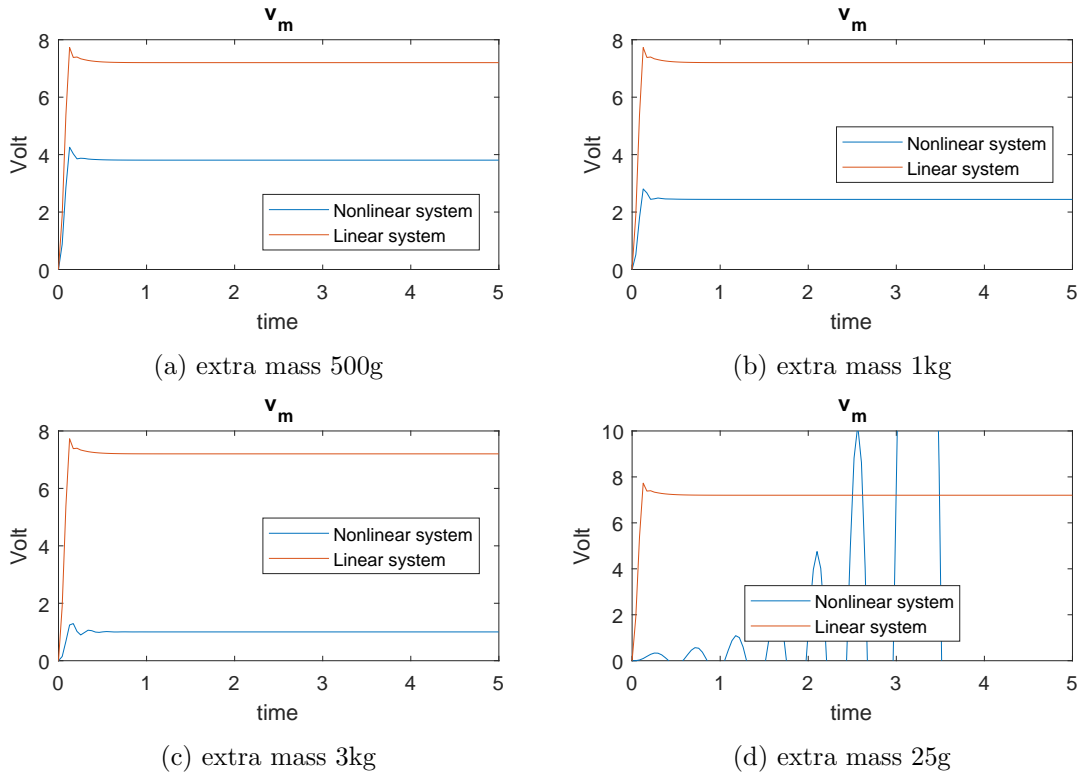 v_m
8
6
4
2
0
Volt
0 1 2 3 4 5
time
Nonlinear system
Linear system
(a) extra mass 500g
v_m
8
6
4
2
0
Volt
0 1 2 3 4 5
time
Nonlinear system
Linear system
(b) extra mass 1kg
v_m
8
6
4
2
0
Volt
0 1 2 3 4 5
time
Nonlinear system
Linear system
(c) extra mass 3kg
v_m
10
8
6
4
2
0
Volt
0 1 2 3 4 5
time
Nonlinear system
Linear system
(d) extra mass 25g